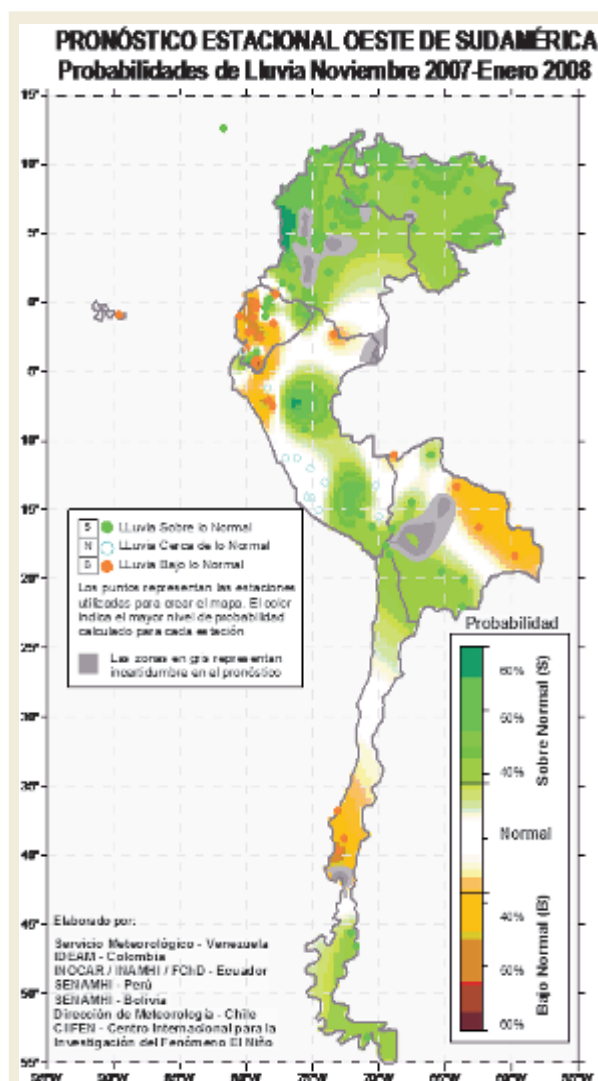 PRONÓSTICO ESTACIONAL OESTE DE SUDAMÉRICA
Probabilidades de Lluvia Noviembre 2007-Enero 2008
15°
10°
5°
0°
5°
10°
15°
20°
25°
30°
35°
40°
45°
50°
55°
S LLuvia Sobre lo Normal
N LLuvia Cerca de lo Normal
B LLuvia Bajo lo Normal
Los puntos representan las estaciones
utilizadas para crear el mapa. El color
indica el mayor nivel de probabilidad
calculado para cada estación
Las zonas en gris representan
incertidumbre en el pronóstico
Probabilidad
60%
50%
40%
Sobre Normal (S)
Normal
40%
50%
60%
Bajo Normal (B)
Elaborado por:
Servicio Meteorológico - Venezuela
IDEAM - Colombia
INOCAR / INAMHI / FChD - Ecuador
SENAMHI - Perú
SENAMHI - Bolivia
Dirección de Meteorología - Chile
CIIFEN - Centro Internacional para la
Investigación del Fenómeno El Niño